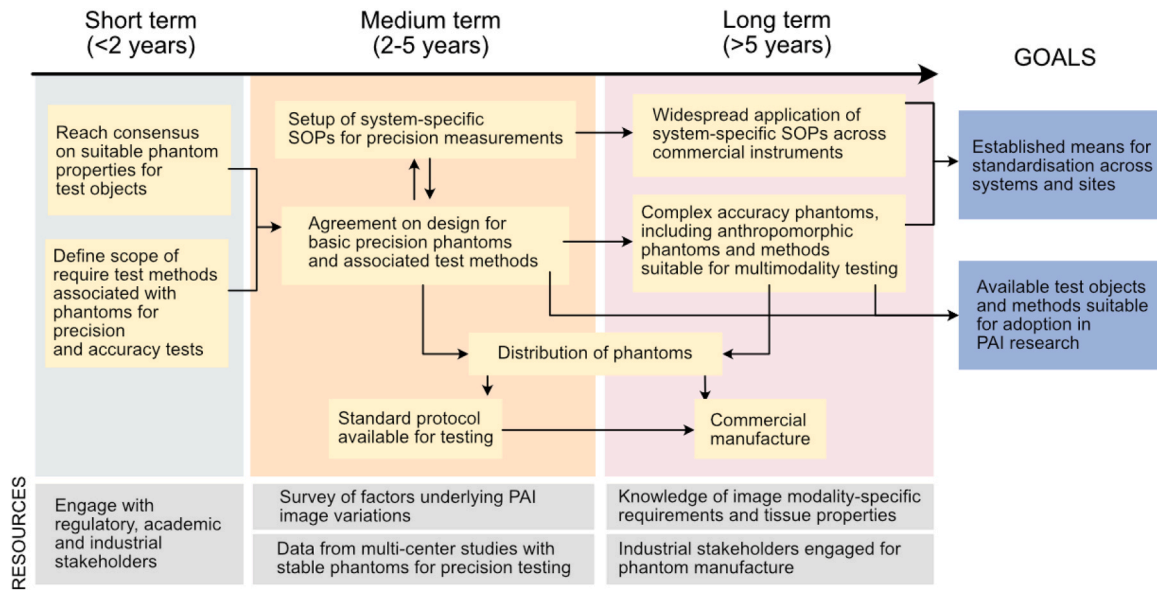 Short term
(<2 years)
Medium term
(2-5 years)
Long term
(>5 years)
GOALS
Reach consensus
on suitable phantom
properties for
test objects
Define scope of
require test methods
associated with
phantoms for
precision
and accuracy tests
Setup of system-specific
SOPs for precision measurements
Agreement on design for
basic precision phantoms
and associated test methods
Widespread application
of system-specific
SOPs across
commercial instruments
Complex accuracy phantoms,
including anthropomorphic
phantoms and methods
suitable for multimodality testing
Distribution of phantoms
Standard protocol
available for testing
Commercial
manufacture
Established means for
standardisation across
systems and sites
Available test objects
and methods suitable
for adoption in
PAI research
RESOURCES
Engage with
regulatory, academic
and industrial
stakeholders
Survey of factors underlying PAI
image variations
Data from multi-center studies with
stable phantoms for precision testing
Knowledge of image modality-specific
requirements and tissue properties
Industrial stakeholders engaged for
phantom manufacture